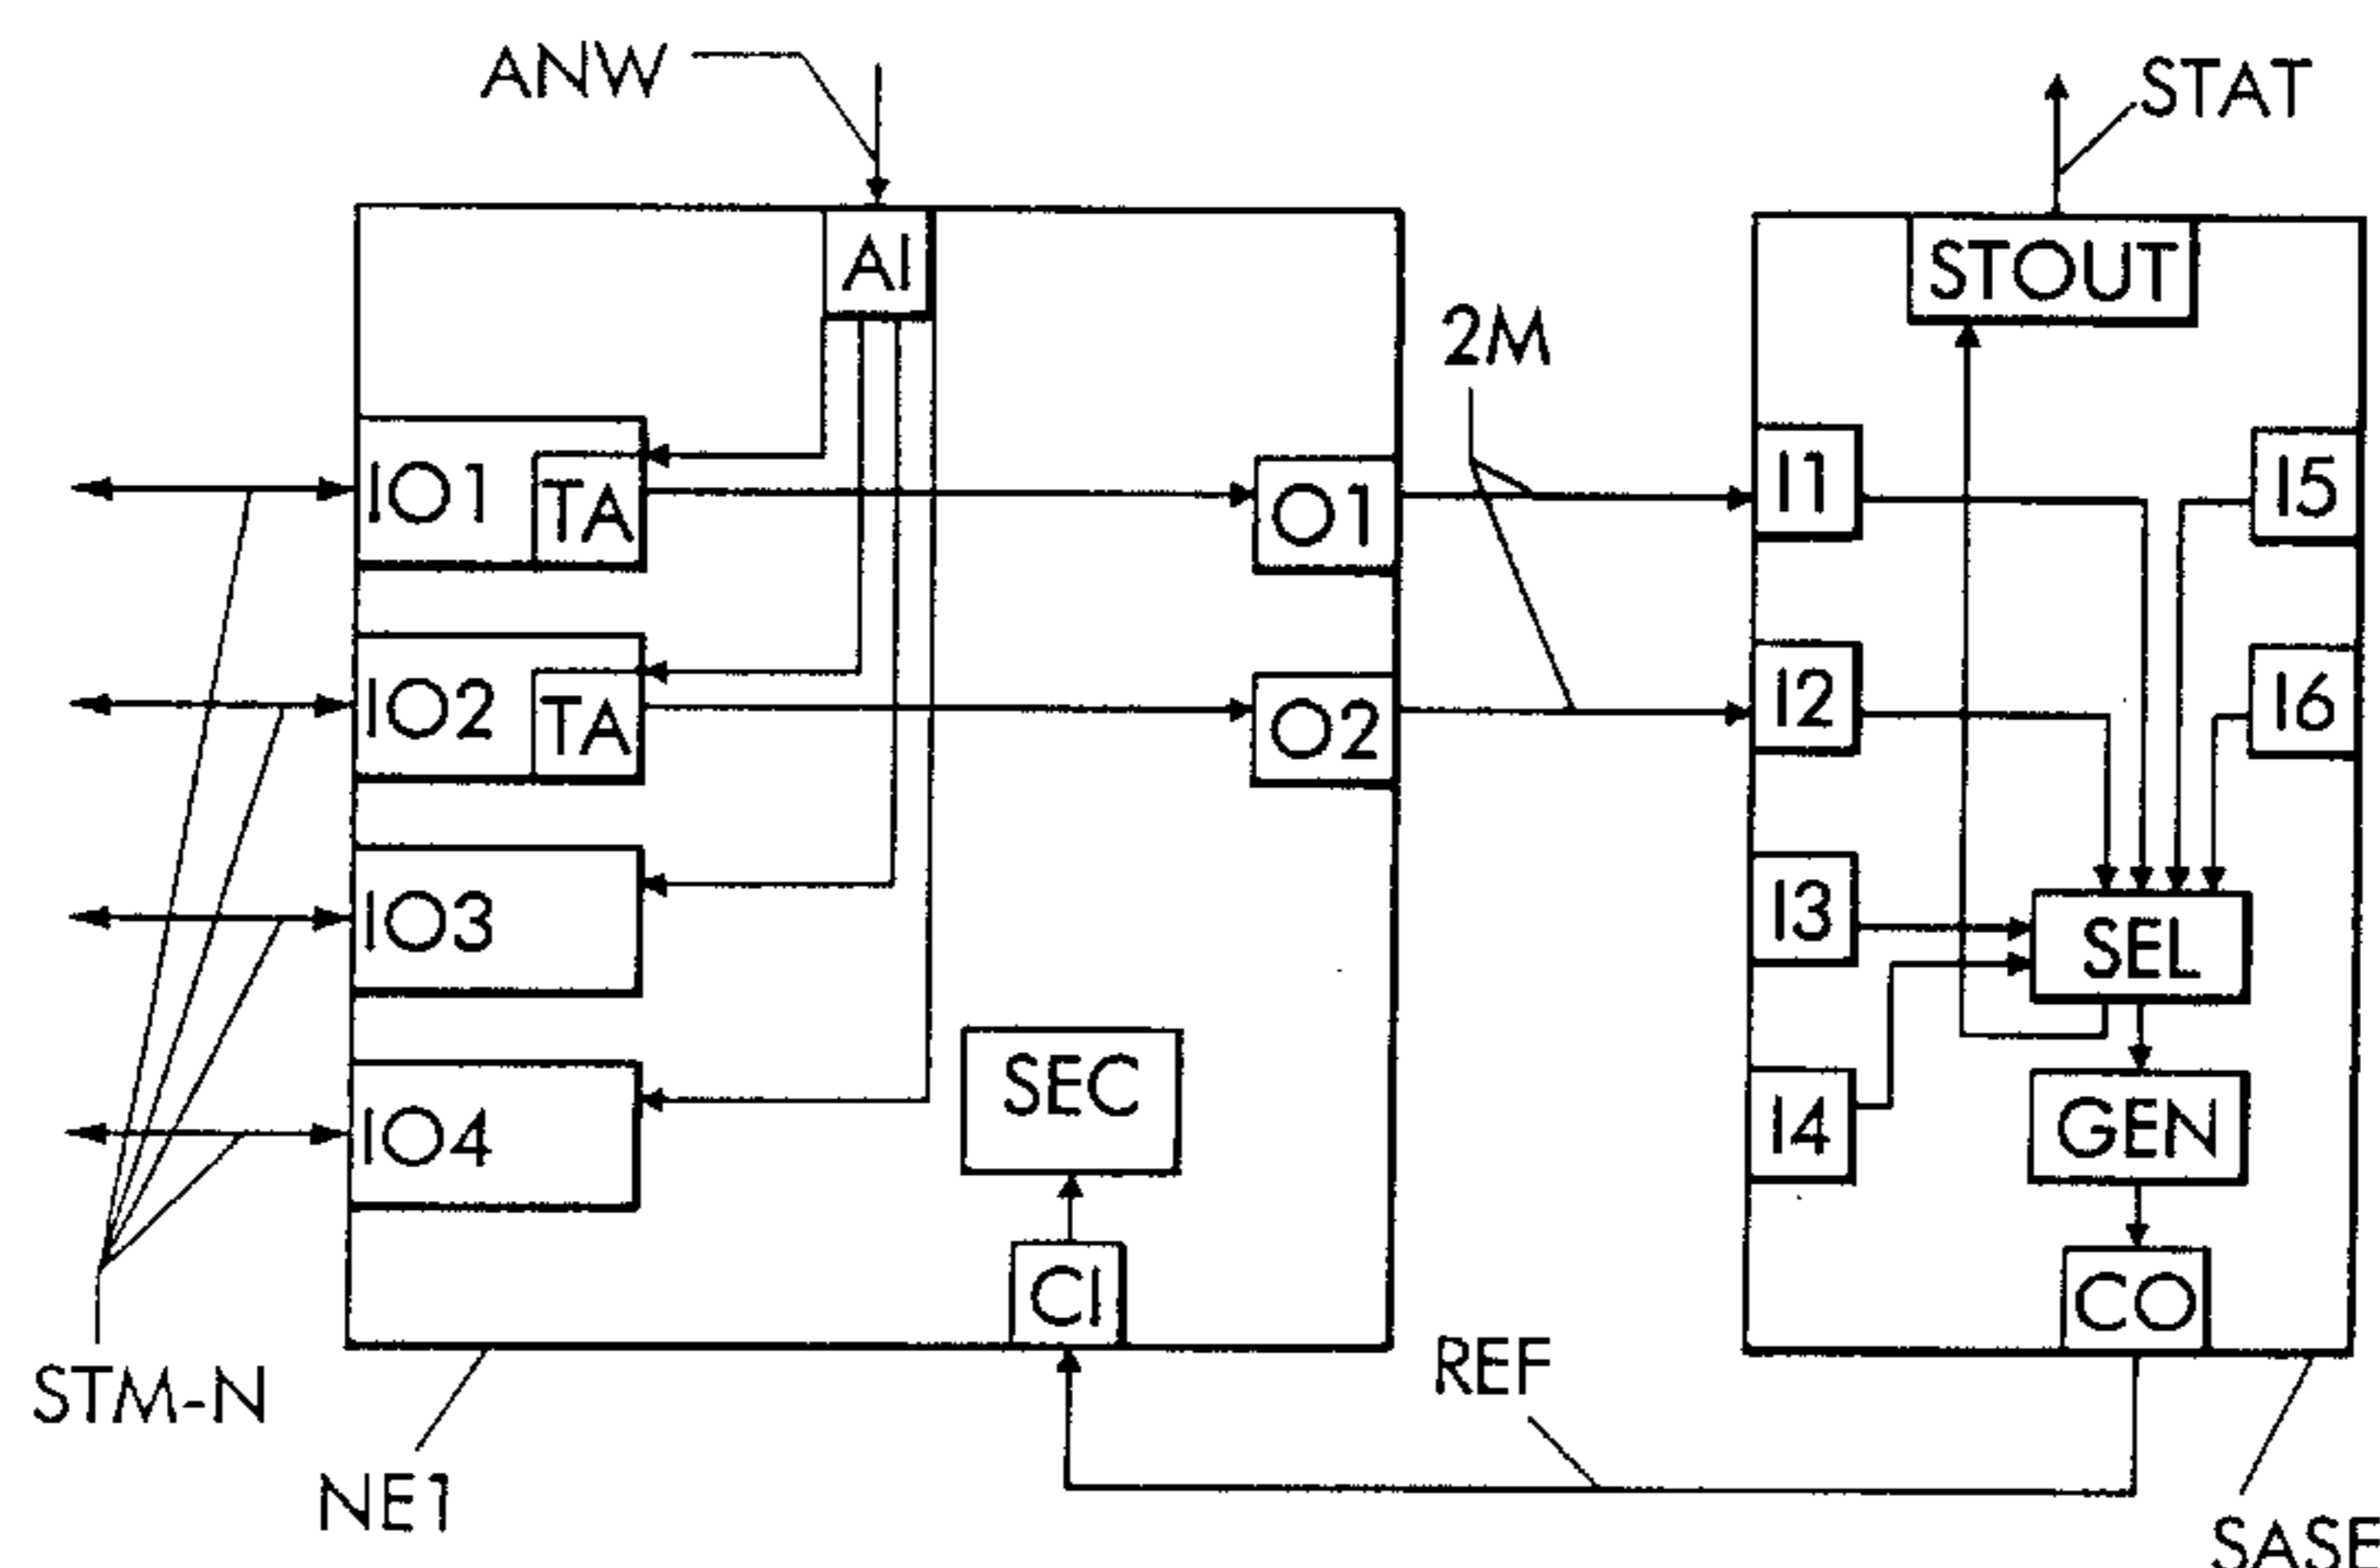 ANW
STAT
AI
STOUT
2M
IO1
TA
O1
I1
I5
IO2
TA
O2
I2
I6
IO3
I3
SEL
IO4
SEC
I4
GEN
CI
CO
STM-N
REF
NE1
SASE